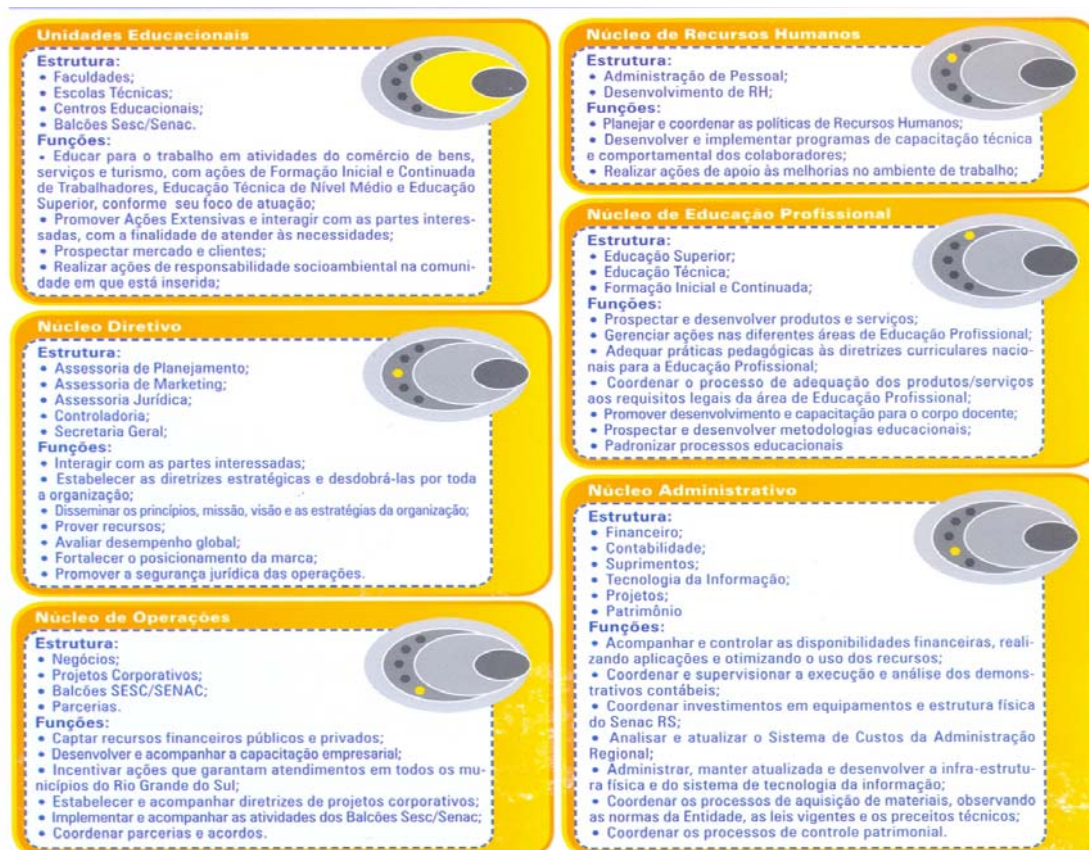 Unidades Educacionais
Estrutura:
• Faculdades;
• Escolas Técnicas;
• Centros Educacionais;
• Balcões Sesc/Senac.
Funções:
• Educar para o trabalho em atividades do comércio de bens,
serviços e turismo, com ações de Formação Inicial e Continuada
de Trabalhadores, Educação Técnica de Nível Médio e Educação
Superior, conforme seu foco de atuação;
• Promover Ações Extensivas e interagir com as partes interes-
sadas, com a finalidade de atender às necessidades;
• Prospectar mercado e clientes;
• Realizar ações de responsabilidade socioambiental na comuni-
dade em que está inserida;
Núcleo Diretivo
Estrutura:
• Assessoria de Planejamento;
• Assessoria de Marketing;
• Assessoria Jurídica;
• Controladoria;
• Secretaria Geral;
Funções:
• Interagir com as partes interessadas;
• Estabelecer as diretrizes estratégicas e desdobrá-las por toda
a organização;
• Disseminar os princípios, missão, visão e as estratégias da organização;
• Prover recursos;
• Avaliar desempenho global;
• Fortalecer o posicionamento da marca;
• Promover a segurança jurídica das operações.
Núcleo de Operações
Estrutura:
• Negócios;
• Projetos Corporativos;
• Balcões SESC/SENAC;
• Parcerias.
Funções:
• Captar recursos financeiros públicos e privados;
• Desenvolver e acompanhar a capacitação empresarial;
• Incentivar ações que garantam atendimentos em todos os mu-
nicípios do Rio Grande do Sul;
• Estabelecer e acompanhar diretrizes de projetos corporativos;
• Implementar e acompanhar as atividades dos Balcões Sesc/Senac;
• Coordenar parcerias e acordos.
Núcleo de Recursos Humanos
Estrutura:
• Administração de Pessoal;
• Desenvolvimento de RH;
Funções:
• Planejar e coordenar as políticas de Recursos Humanos;
• Desenvolver e implementar programas de capacitação técnica
e comportamental dos colaboradores;
• Realizar ações de apoio às melhorias no ambiente de trabalho;
Núcleo de Educação Profissional
Estrutura:
• Educação Superior;
• Educação Técnica;
• Formação Inicial e Continuada;
Funções:
• Prospectar e desenvolver produtos e serviços;
• Gerenciar ações nas diferentes áreas de Educação Profissional;
• Adequar práticas pedagógicas às diretrizes curriculares nacio-
nais para a Educação Profissional;
• Coordenar o processo de adequação dos produtos/serviços
aos requisitos legais da área de Educação Profissional;
• Promover desenvolvimento e capacitação para o corpo docente;
• Prospectar e desenvolver metodologias educacionais;
• Padronizar processos educacionais
Núcleo Administrativo
Estrutura:
• Financeiro;
• Contabilidade;
• Suprimentos;
• Tecnologia da Informação;
• Projetos;
• Patrimônio
Funções:
• Acompanhar e controlar as disponibilidades financeiras, reali-
zando aplicações e otimizando o uso dos recursos;
• Coordenar e supervisionar a execução e análise dos demons-
trativos contábeis;
• Coordenar investimentos em equipamentos e estrutura física
do Senac RS;
• Analisar e atualizar o Sistema de Custos da Administração
Regional;
• Administrar, manter atualizada e desenvolver a infra-estrutu-
ra física e do sistema de tecnologia da informação;
• Coordenar os processos de aquisição de materiais, observando
as normas da Entidade, as leis vigentes e os preceitos técnicos;
• Coordenar os processos de controle patrimonial.